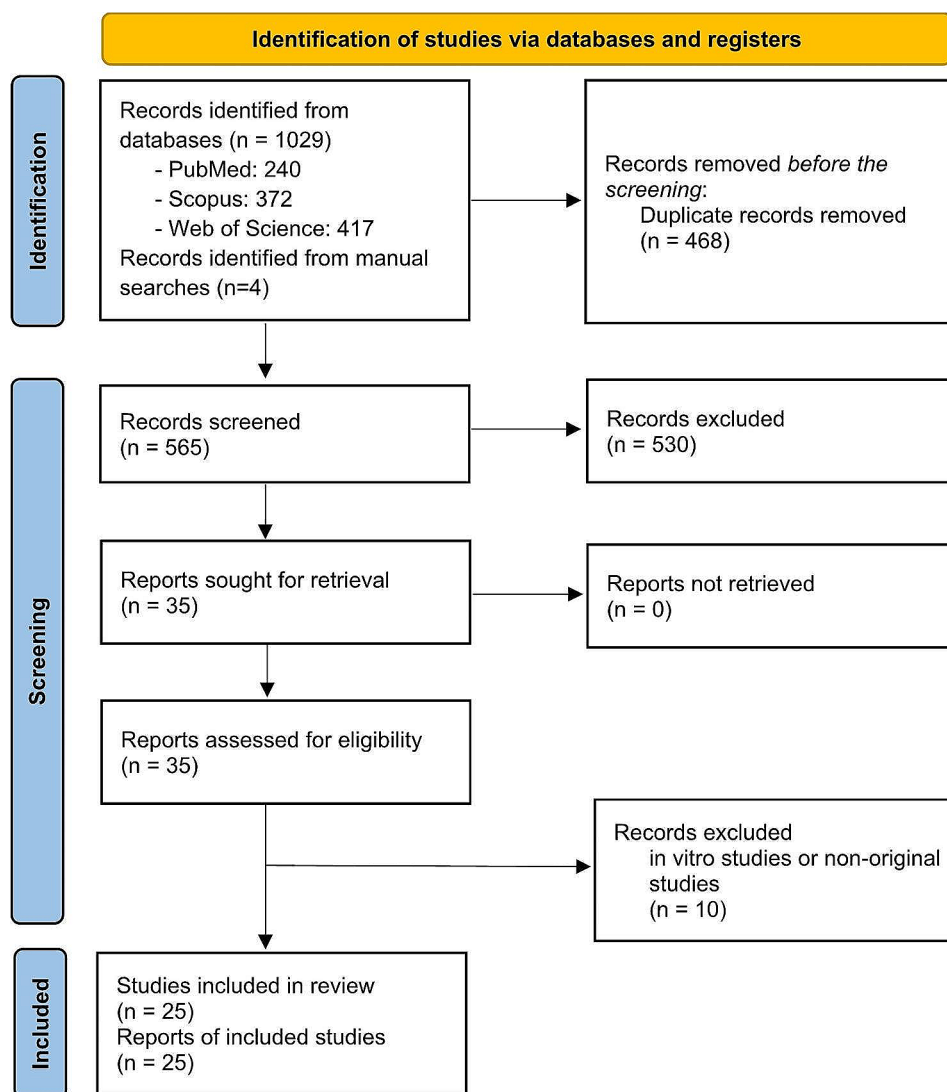 Identification of studies via databases and registers
Identification
Records identified from
databases (n = 1029)
- PubMed: 240
- Scopus: 372
- Web of Science: 417
Records identified from manual
searches (n=4)
Records removed before the
screening:
Duplicate records removed
(n = 468)
Screening
Records screened
(n = 565)
Records excluded
(n = 530)
Reports sought for retrieval
(n = 35)
Reports not retrieved
(n = 0)
Reports assessed for eligibility
(n = 35)
Records excluded
in vitro studies or non-original
studies
(n = 10)
Included
Studies included in review
(n = 25)
Reports of included studies
(n = 25)